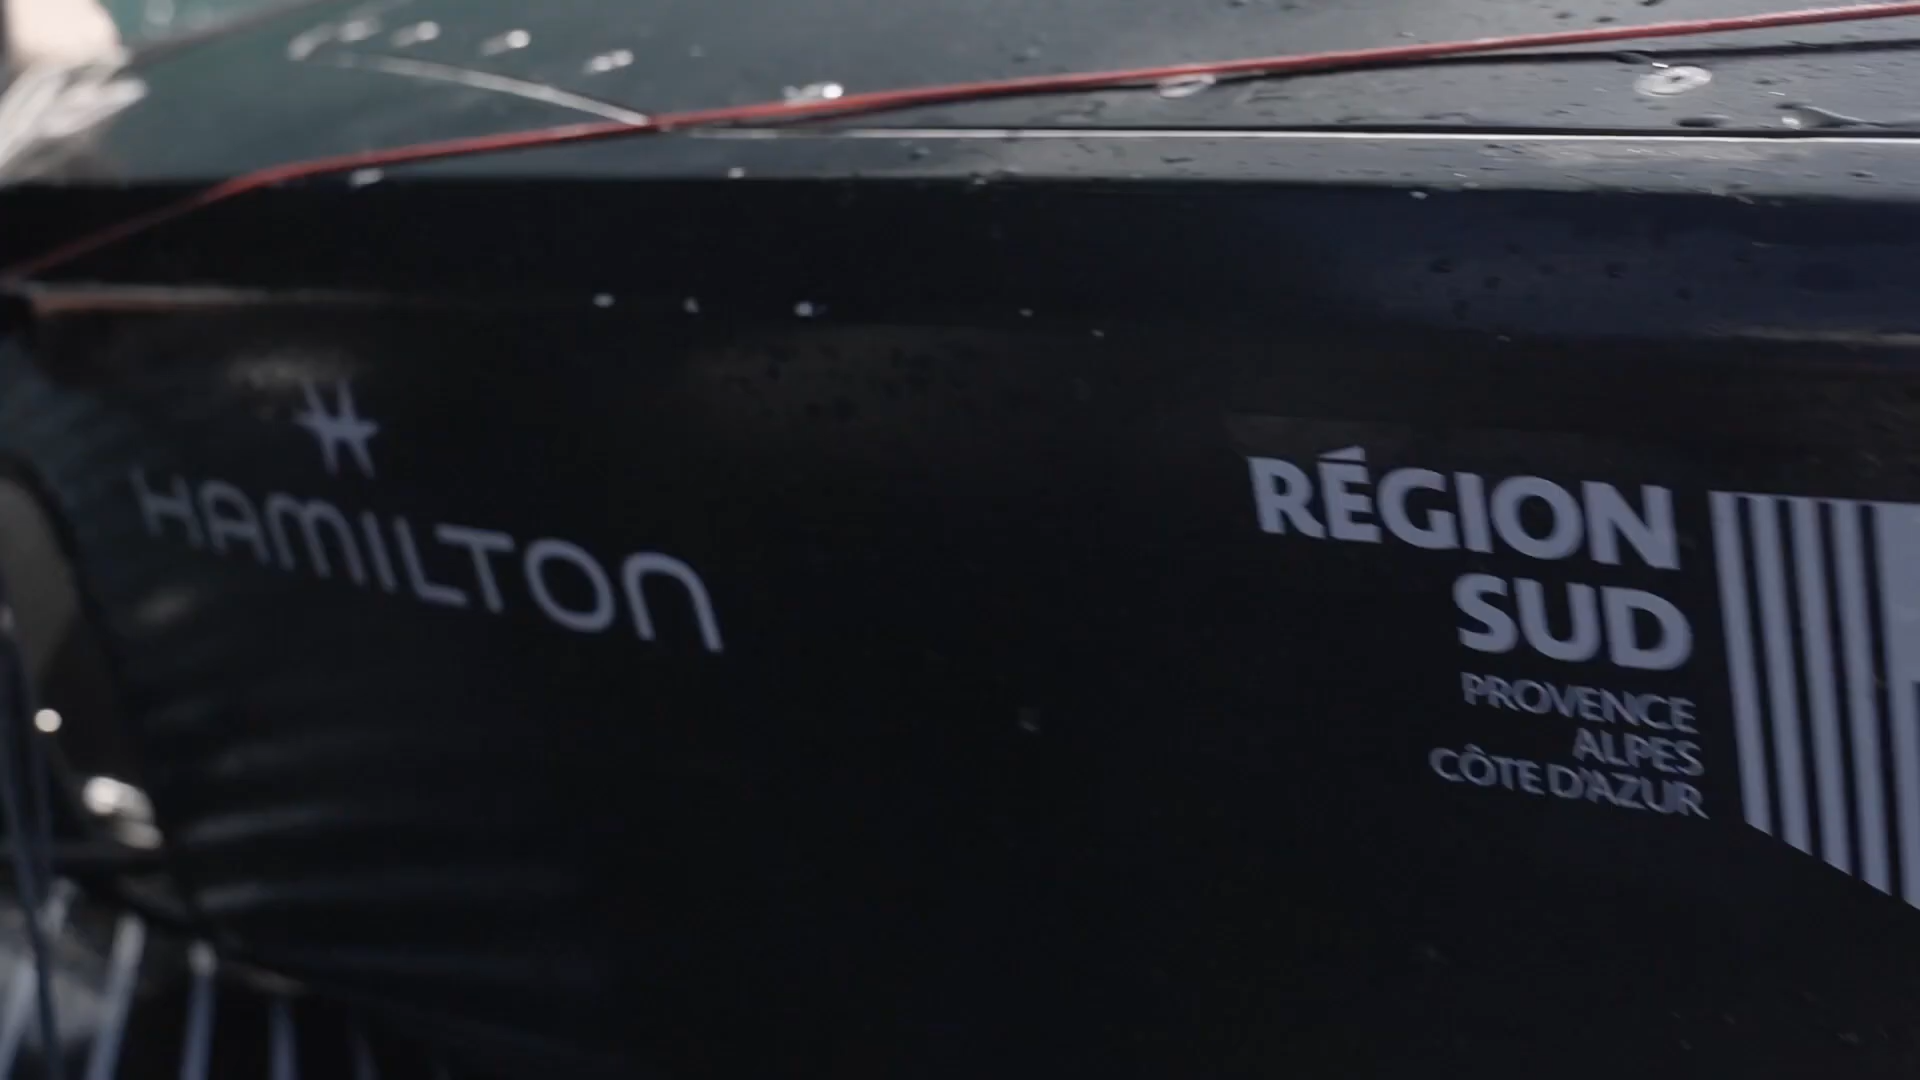 HAMILTON
RÉGION
SUD
PROVENCE
ALPES
CÔTE D'AZUR